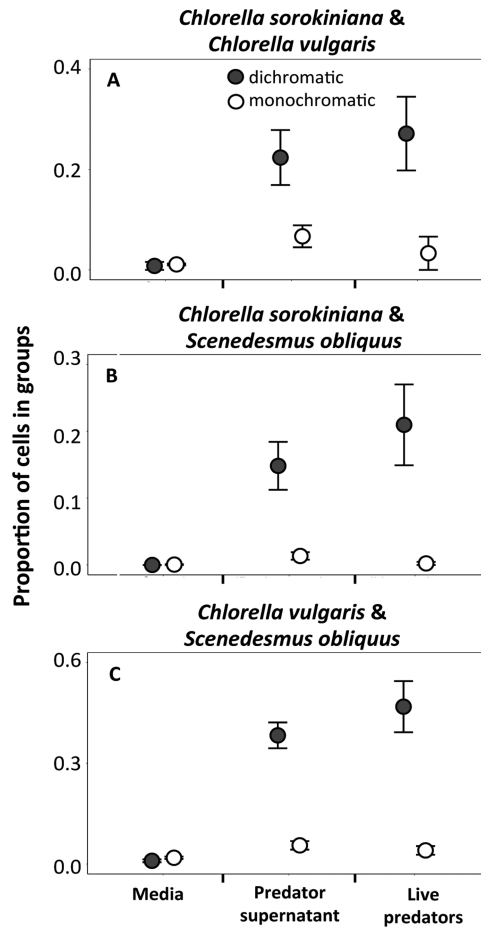 Chlorella sorokiniana &
Chlorella vulgaris
A
dichromatic
monochromatic
0.4
0.2
0.0
Chlorella sorokiniana &
Scenedesmus obliquus
B
0.3
0.2
0.1
0.0
Proportion of cells in groups
Chlorella vulgaris &
Scenedesmus obliquus
C
0.6
0.3
0.0
Media
Predator
supernatant
Live
predators